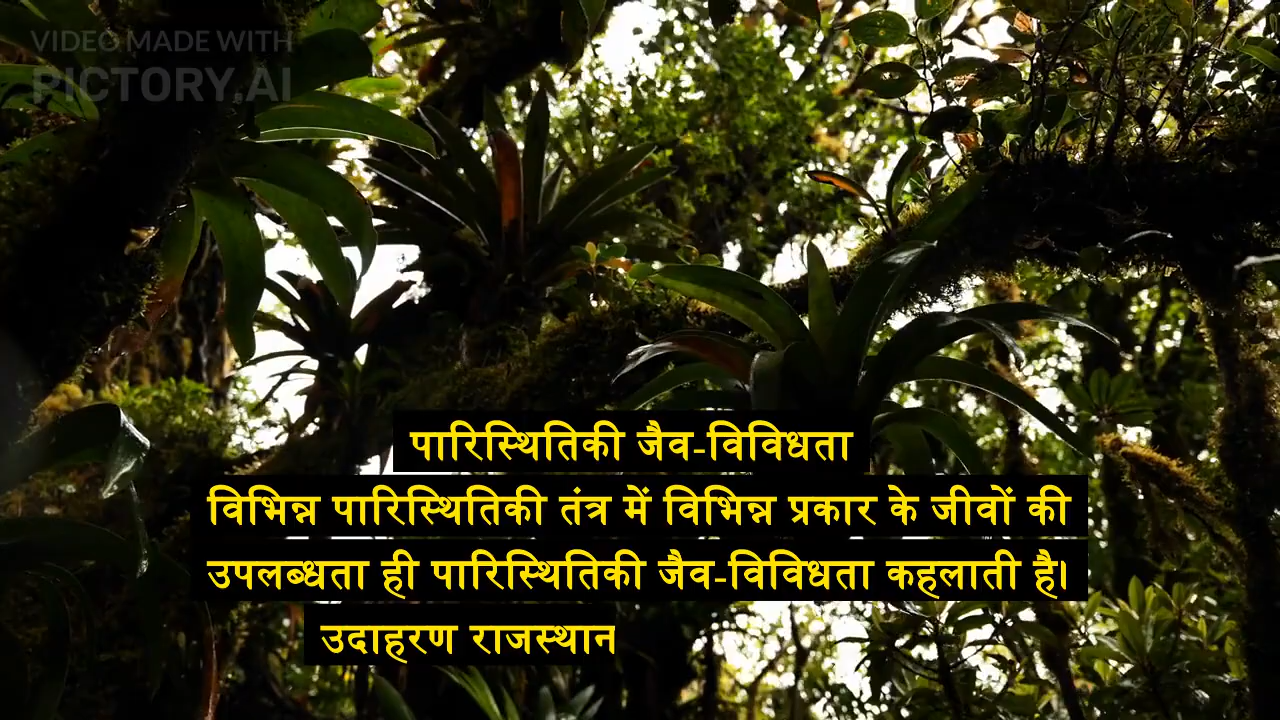 VIDEO MADE WITH
PICTORY.AI
पारिस्थितिकी जैव-विविधता
विभिन्न पारिस्थितिकी तंत्र में विभिन्न प्रकार के जीवों की
उपलब्धता ही पारिस्थितिकी जैव-विविधता कहलाती है।
उदाहरण राजस्थान